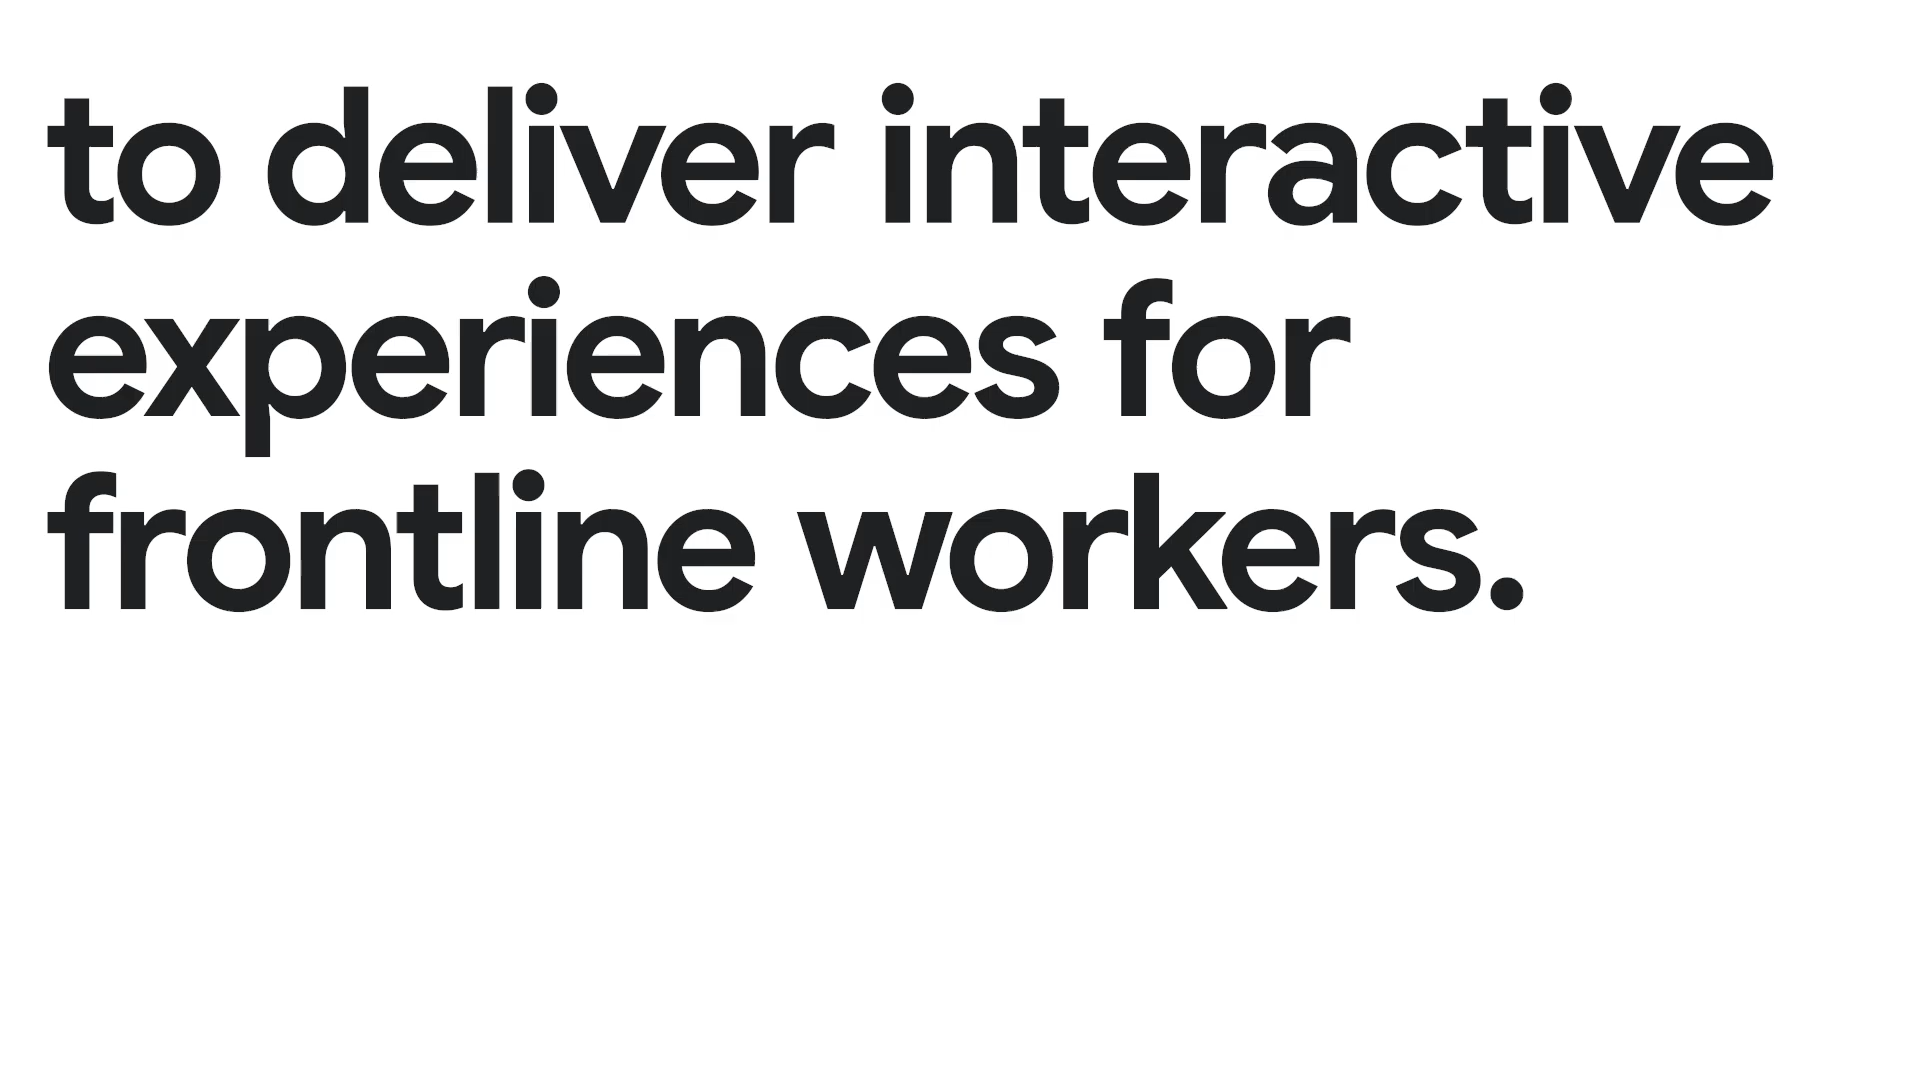 to deliver interactive
experiences for
frontline workers.